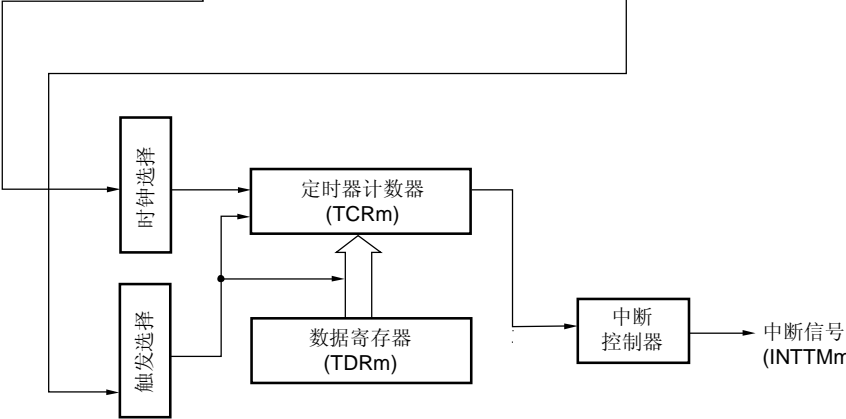 时钟选择
定时器计数器
(TCRm)
触发选择
数据寄存器
(TDRm)
中断
控制器
中断信号
(INTTMm